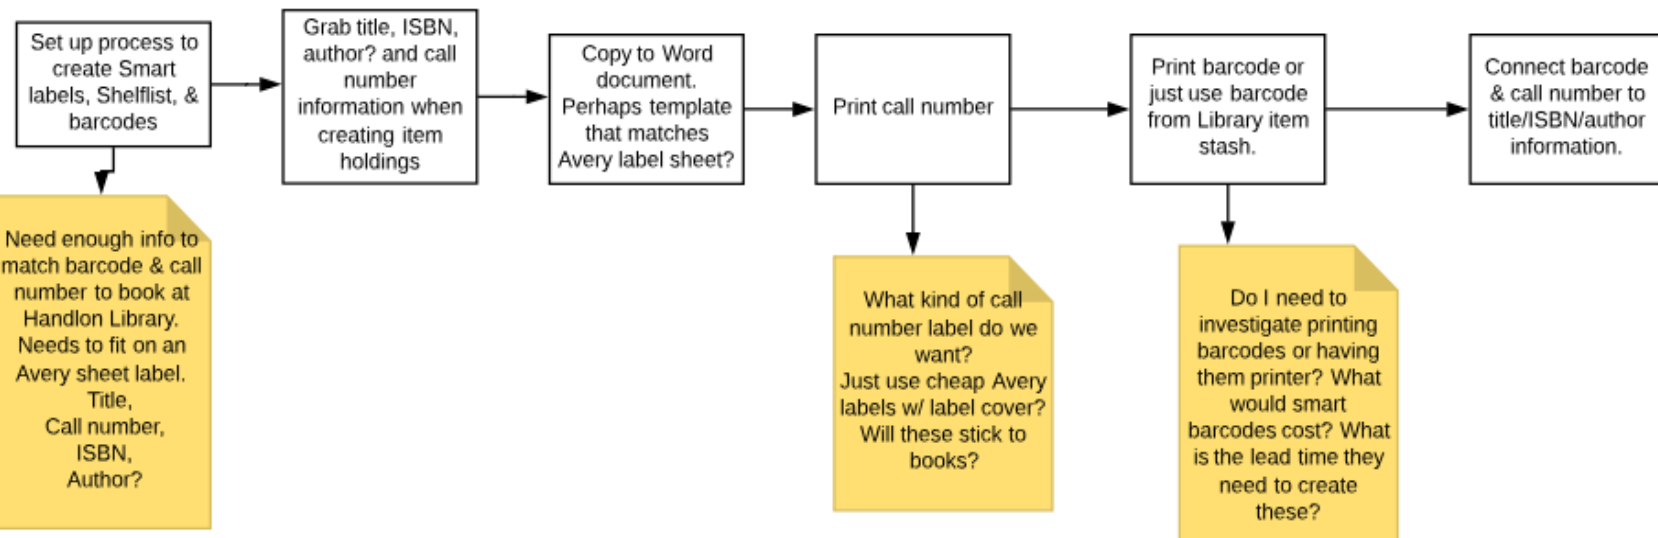 Set up process to
create Smart
labels, Shelflist, &
barcodes
Grab title, ISBN,
author? and call
number
information when
creating item
holdings
Copy to Word
document.
Perhaps template
that matches
Avery label sheet?
Print call number
Print barcode or
just use barcode
from Library item
stash.
Connect barcode
& call number to
title/ISBN/author
information.
Need enough info to
match barcode & call
number to book at
Handlon Library.
Needs to fit on an
Avery sheet label.
Title,
Call number,
ISBN,
Author?
What kind of call
number label do we
want?
Just use cheap Avery
labels w/ label cover?
Will these stick to
books?
Do I need to
investigate printing
barcodes or having
them printer? What
would smart
barcodes cost? What
is the lead time they
need to create
these?